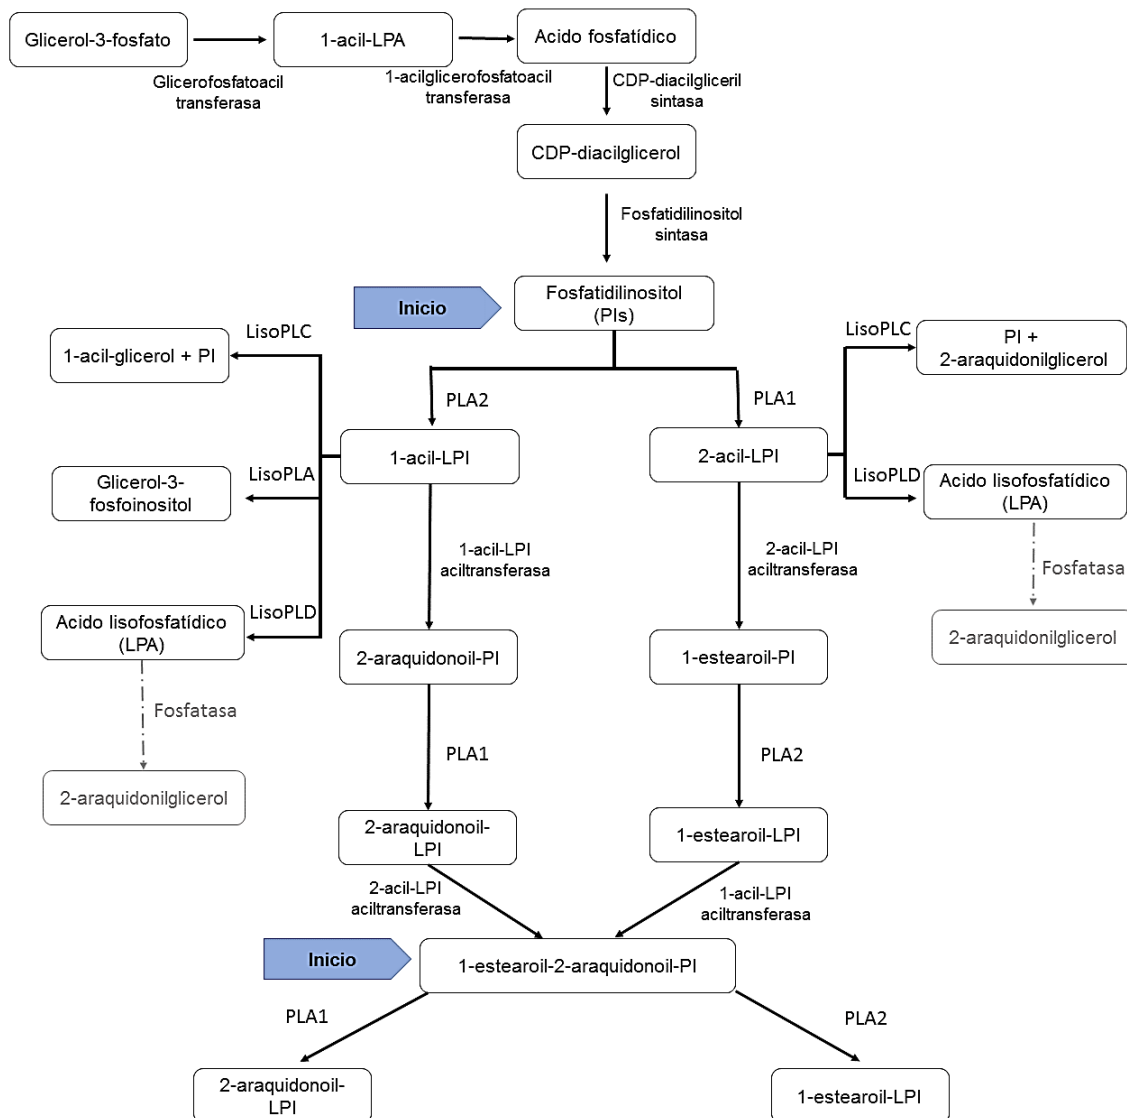 Glicerol-3-fosfato
1-acil-LPA
Acido fosfatídico
Glicerofosfatoacil
transferasa
1-acilglicerofosfatoacil
transferasa
CDP-diacilgliceril
sintasa
CDP-diacilglicerol
Fosfatidilinositol
sintasa
Inicio
Fosfatidilinositol
(PIs)
LisoPLC
1-acil-glicerol + PI
LisoPLC
PI +
2-araquidonilglicerol
PLA2
PLA1
1-acil-LPI
2-acil-LPI
LisoPLA
Glicerol-3-
fosfoinositol
LisoPLD
Acido lisofosfatídico
(LPA)
1-acil-LPI
aciltransferasa
2-acil-LPI
aciltransferasa
Fosfatasa
2-araquidonilglicerol
LisoPLD
Acido lisofosfatídico
(LPA)
2-araquidonoil-PI
1-estearoil-PI
Fosfatasa
2-araquidonilglicerol
PLA1
PLA2
2-araquidonoil-
LPI
1-estearoil-LPI
2-acil-LPI
aciltransferasa
1-acil-LPI
aciltransferasa
Inicio
1-estearoil-2-araquidonoil-PI
PLA1
PLA2
2-araquidonoil-
LPI
1-estearoil-LPI